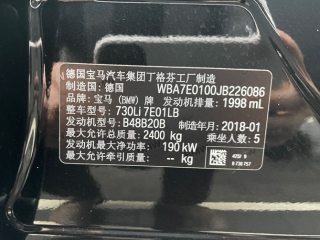 德国宝马汽车集团丁格芬工厂制造
制造国：德国 WBA7E0100JB226086
品牌：宝马 (BMW) 牌 发动机排量：1998 mL
整车型号：730Li 7E01LB
发动机型号：B48B20B 制造年月：2018-01
最大允许总质量：2400 kg 乘坐人数：5
发动机最大净功率：190 kW
最大允许牵引质量：-- kg